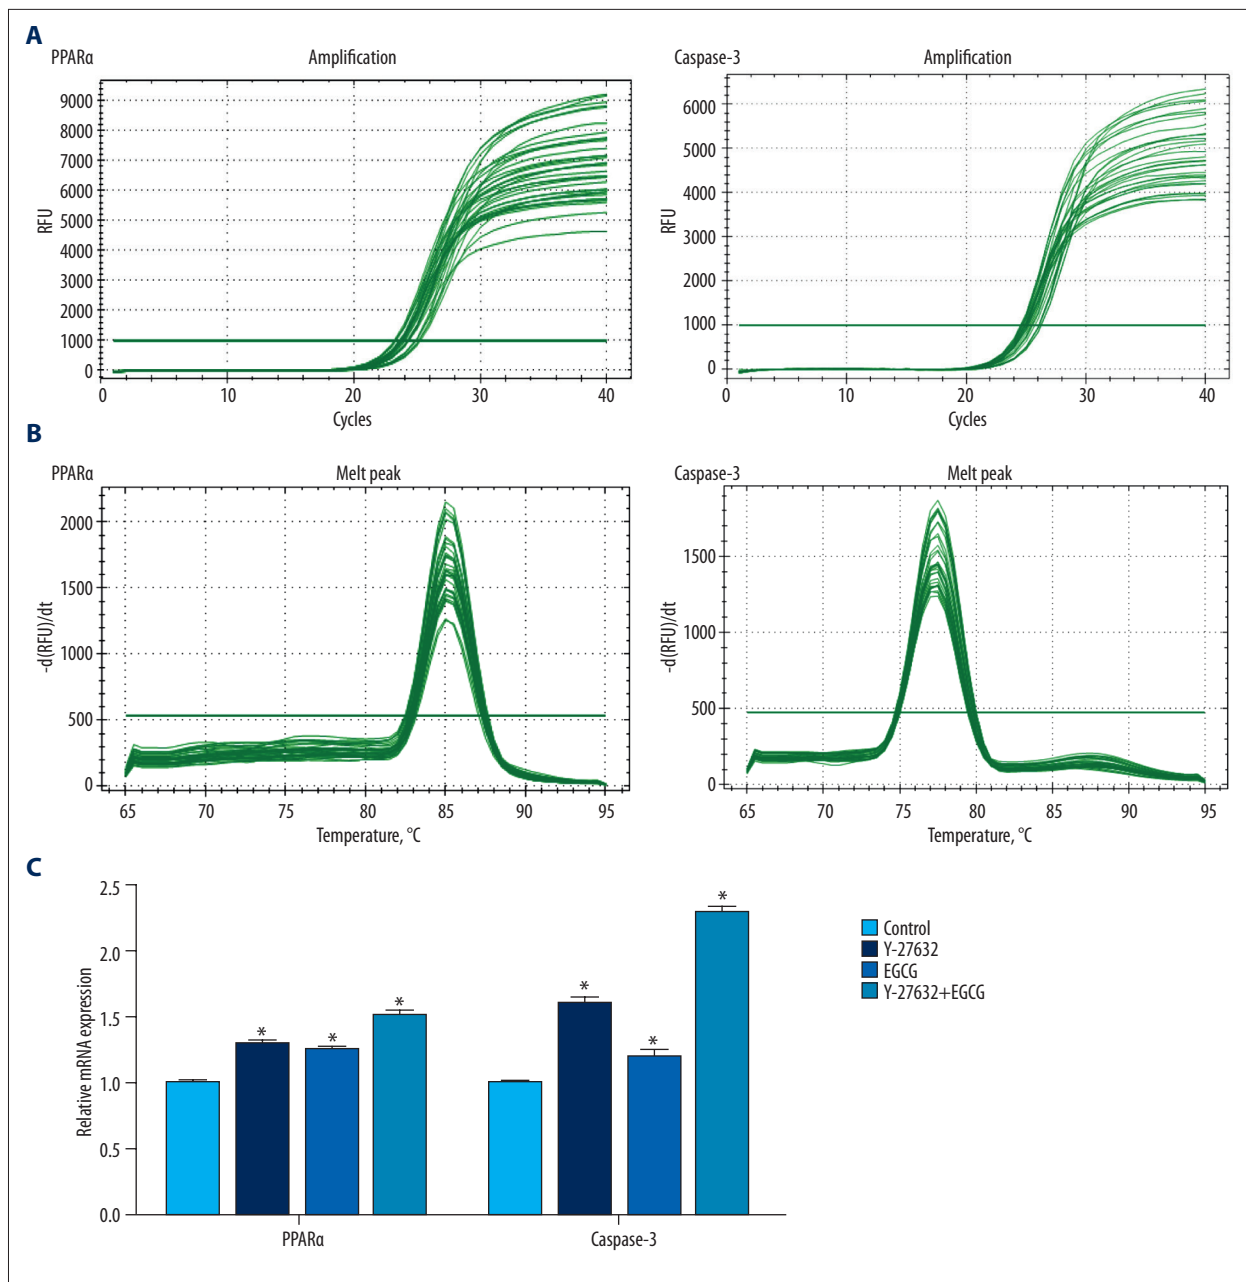 A
PPARα Amplification
RFU
9000
8000
7000
6000
5000
4000
3000
2000
1000
0
0 10 20 30 40
Cycles
Caspase-3 Amplification
RFU
6000
5000
4000
3000
2000
1000
0
0 10 20 30 40
Cycles
B
PPARα Melt peak
-d(RFU)/dt
2000
1500
1000
500
0
65 70 75 80 85 90 95
Temperature, °C
Caspase-3 Melt peak
-d(RFU)/dt
1500
1000
500
0
65 70 75 80 85 90 95
Temperature, °C
C
Relative mRNA expression
2.5
2.0
1.5
1.0
0.5
0.0
* * * * * *
PPARα Caspase-3
Control
Y-27632
EGCG
Y-27632+EGCG